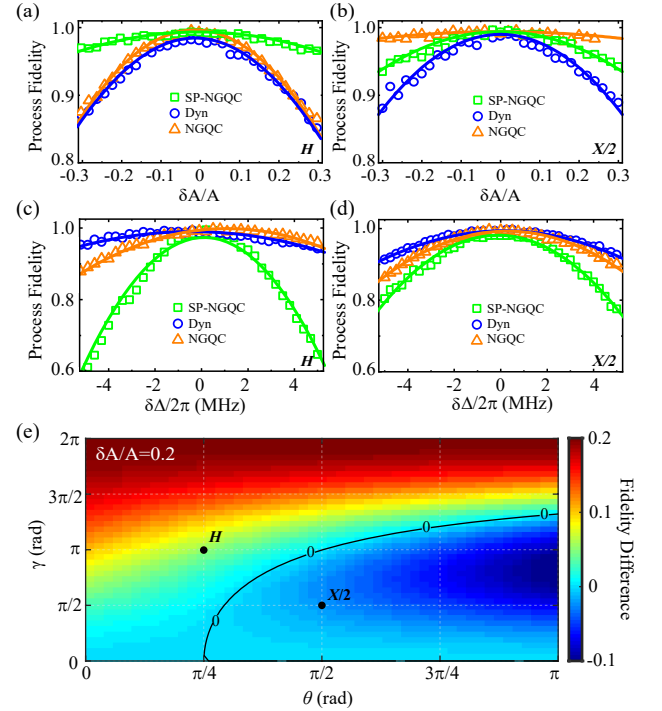 (a)
1.0
0.9
0.8
Process Fidelity
SP-NGQC
Dyn
NGQC
H
-0.3 -0.2 -0.1 0 0.1 0.2 0.3
δA/A
(b)
1.0
0.9
0.8
Process Fidelity
SP-NGQC
Dyn
NGQC
X/2
-0.3 -0.2 -0.1 0 0.1 0.2 0.3
δA/A
(c)
1.0
0.8
0.6
Process Fidelity
SP-NGQC
Dyn
NGQC
H
-4 -2 0 2 4
δΔ/2π (MHz)
(d)
1.0
0.8
0.6
Process Fidelity
SP-NGQC
Dyn
NGQC
X/2
-4 -2 0 2 4
δΔ/2π (MHz)
(e)
2π
3π/2
π
π/2
0
γ (rad)
δA/A=0.2
H
X/2
0
0
0
0
0 π/4 π/2 3π/4 π
θ (rad)
0.2
0.1
0
-0.1
Fidelity Difference